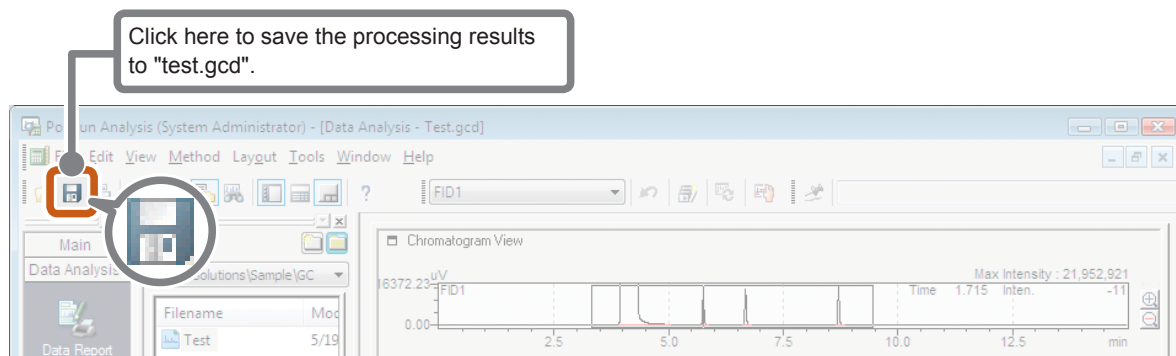 Click here to save the processing results
to "test.gcd".
un Analysis (System Administrator) - [Data Analysis - Test.gcd]
Edit View Method Layout Tools Window Help
? FID1
Main
Chromatogram View
Data Analysis
\Sample\GC
uV
Max Intensity : 21,952,921
16372.23
FID1
Time 1.715 Inten. -11
Filename Mod
0.00
Test 5/19
2.5 5.0 7.5 10.0 12.5 min
Data Report